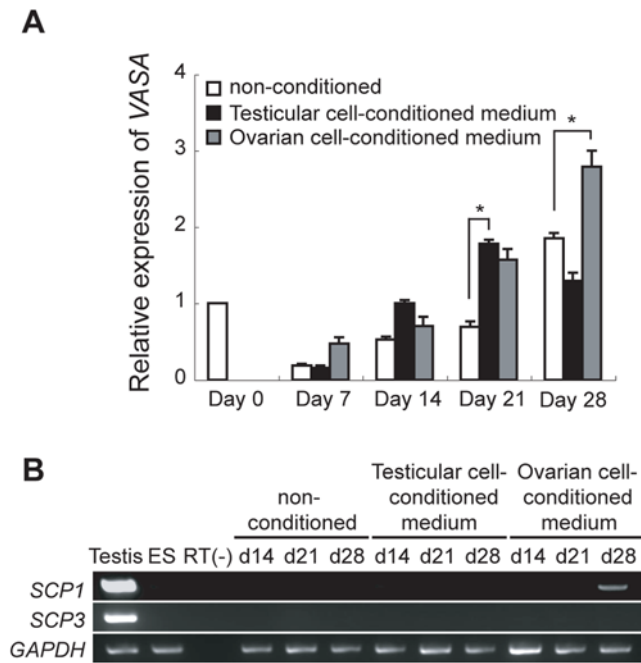 A
Relative expression of VASA
4
3
2
1
0
non-conditioned
Testicular cell-conditioned medium
Ovarian cell-conditioned medium
*
*
Day 0 Day 7 Day 14 Day 21 Day 28
B
non-
conditioned
Testicular cell-
conditioned
medium
Ovarian cell-
conditioned
medium
Testis ES RT(-) d14 d21 d28 d14 d21 d28 d14 d21 d28
SCP1
SCP3
GAPDH